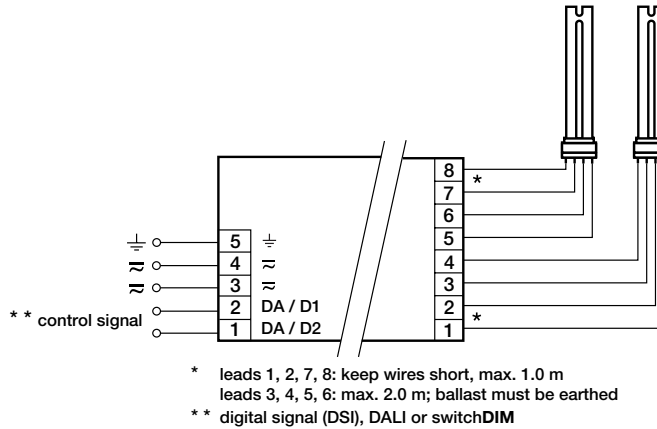 8
*
7
6
5
5
4
4
3
3
2 DA / D1
2
* * control signal
1 DA / D2
*
1
* leads 1, 2, 7, 8: keep wires short, max. 1.0 m
leads 3, 4, 5, 6: max. 2.0 m; ballast must be earthed
* * digital signal (DSI), DALI or switchDIM